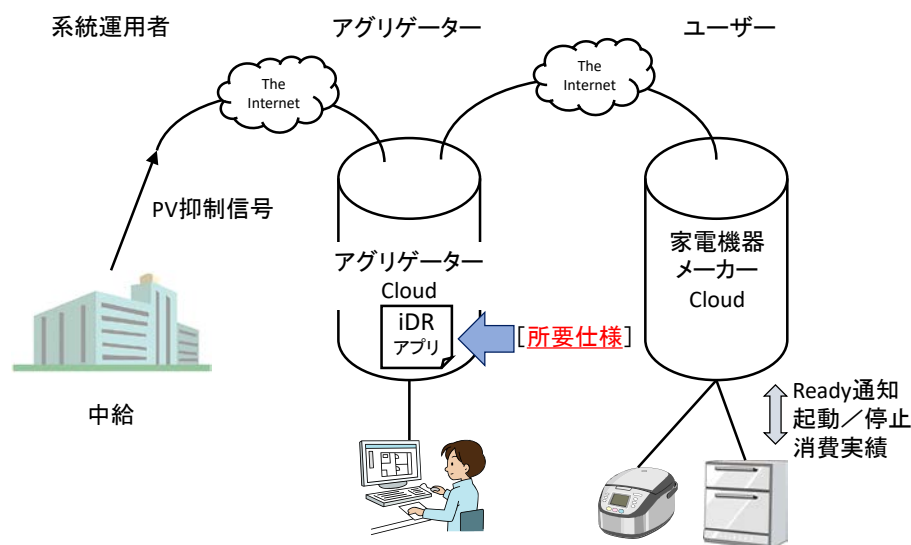 系統運用者
アグリゲーター
ユーザー
The
Internet
The
Internet
PV抑制信号
アグリゲーター
Cloud
iDR
アプリ
[所要仕様]
家電機器
メーカー
Cloud
中給
Ready通知
起動／停止
消費実績